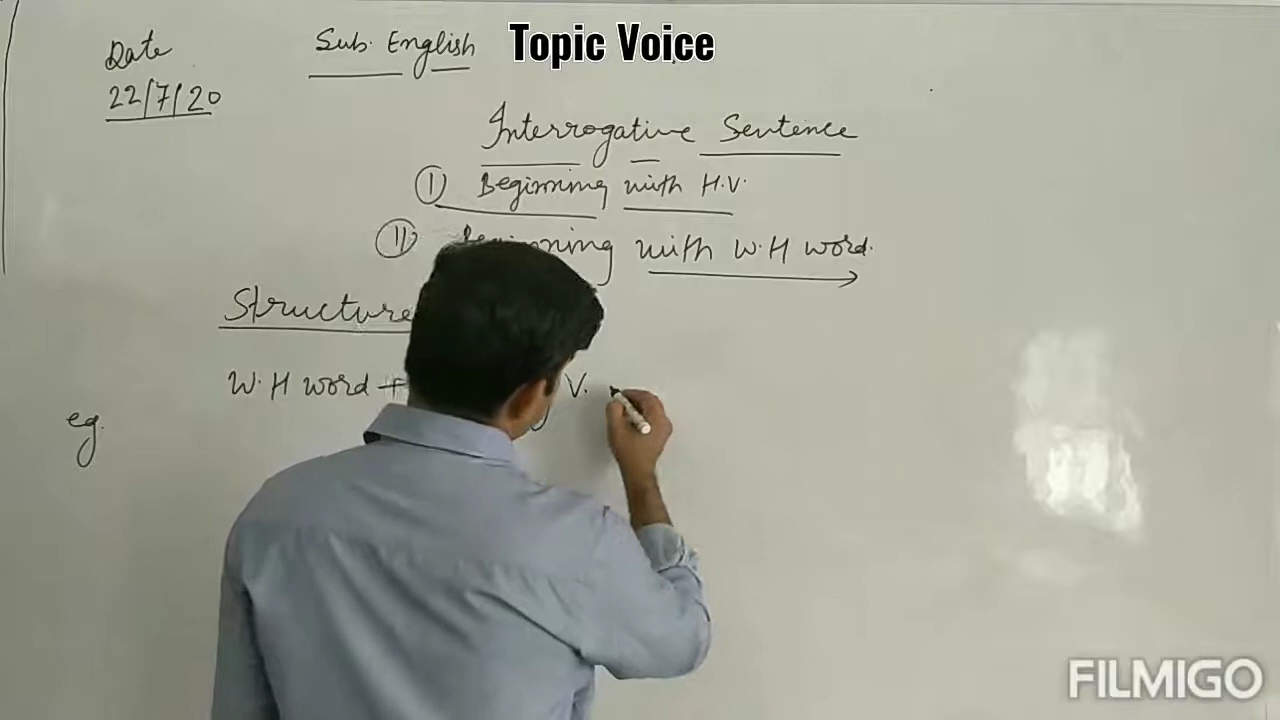 Date
22/7/20
Sub. English
Topic Voice
Interrogative Sentence
I Beginning with H.V.
II Beginning with W.H word.
Structure
W.H word +
V.
eg.
FILMIGO